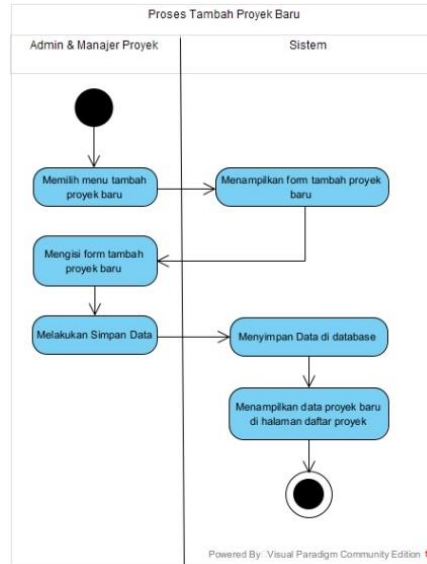 Proses Tambah Proyek Baru
Admin & Manajer Proyek
Sistem
Memilih menu tambah
proyek baru
Menampilkan form tambah proyek
baru
Mengisi form tambah
proyek baru
Melakukan Simpan Data
Menyimpan Data di database
Menampilkan data proyek baru
di halaman daftar proyek
Powered By Visual Paradigm Community Edition